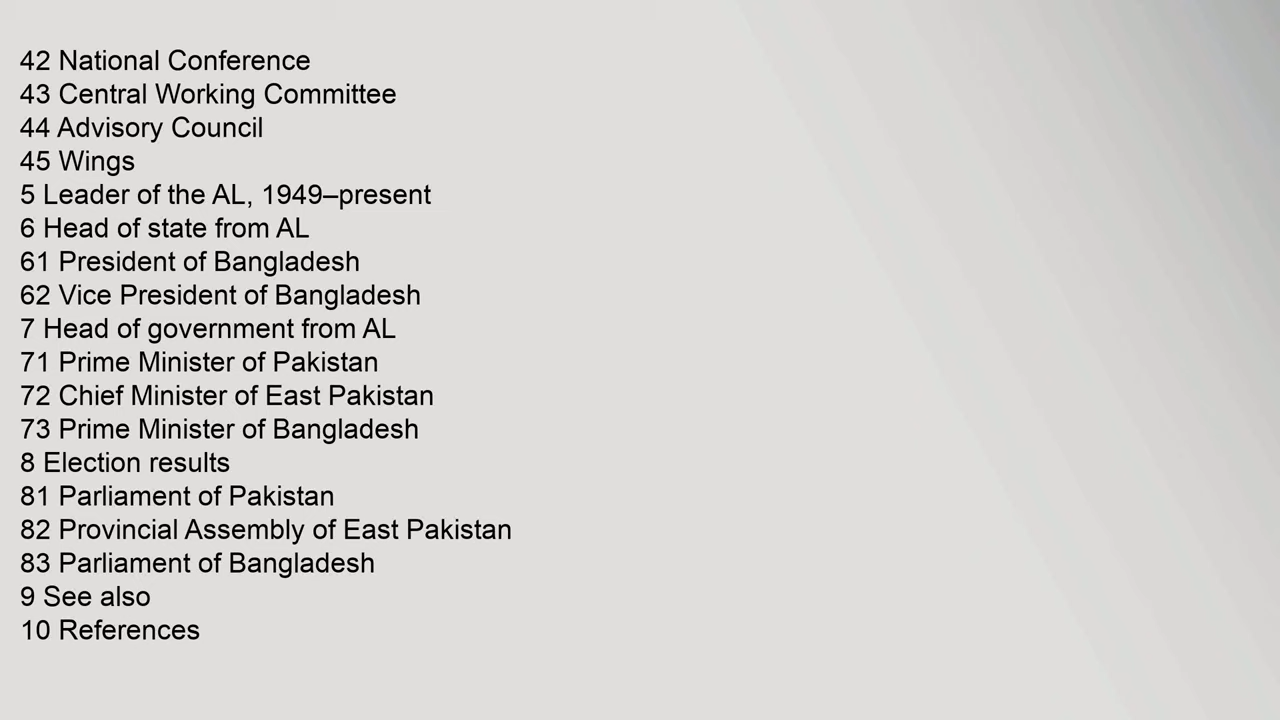 42 National Conference
43 Central Working Committee
44 Advisory Council
45 Wings
5 Leader of the AL, 1949–present
6 Head of state from AL
61 President of Bangladesh
62 Vice President of Bangladesh
7 Head of government from AL
71 Prime Minister of Pakistan
72 Chief Minister of East Pakistan
73 Prime Minister of Bangladesh
8 Election results
81 Parliament of Pakistan
82 Provincial Assembly of East Pakistan
83 Parliament of Bangladesh
9 See also
10 References